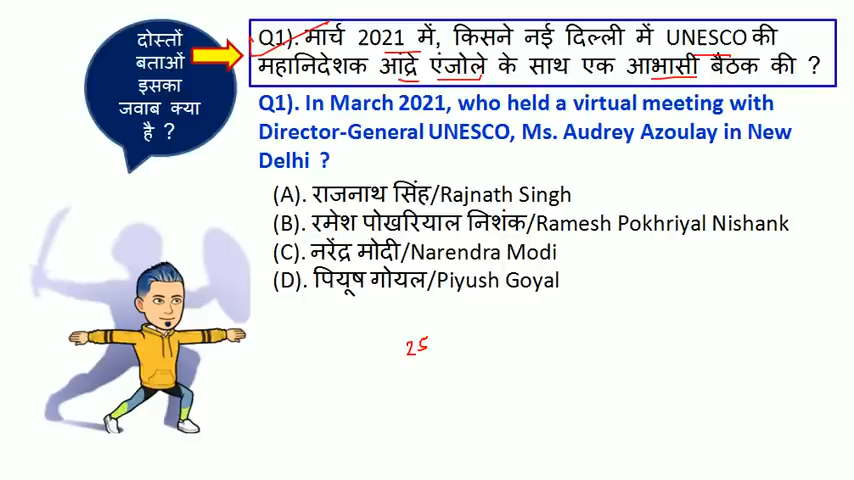 दोस्तों
बताओं
इसका
जवाब क्या
है ?
Q1). मार्च 2021 में, किसने नई दिल्ली में UNESCO की
महानिदेशक आंद्रे एंजोले के साथ एक आभासी बैठक की ?
Q1). In March 2021, who held a virtual meeting with
Director-General UNESCO, Ms. Audrey Azoulay in New
Delhi ?
(A). राजनाथ सिंह/Rajnath Singh
(B). रमेश पोखरियाल निशंक/Ramesh Pokhriyal Nishank
(C). नरेंद्र मोदी/Narendra Modi
(D). पियूष गोयल/Piyush Goyal
25